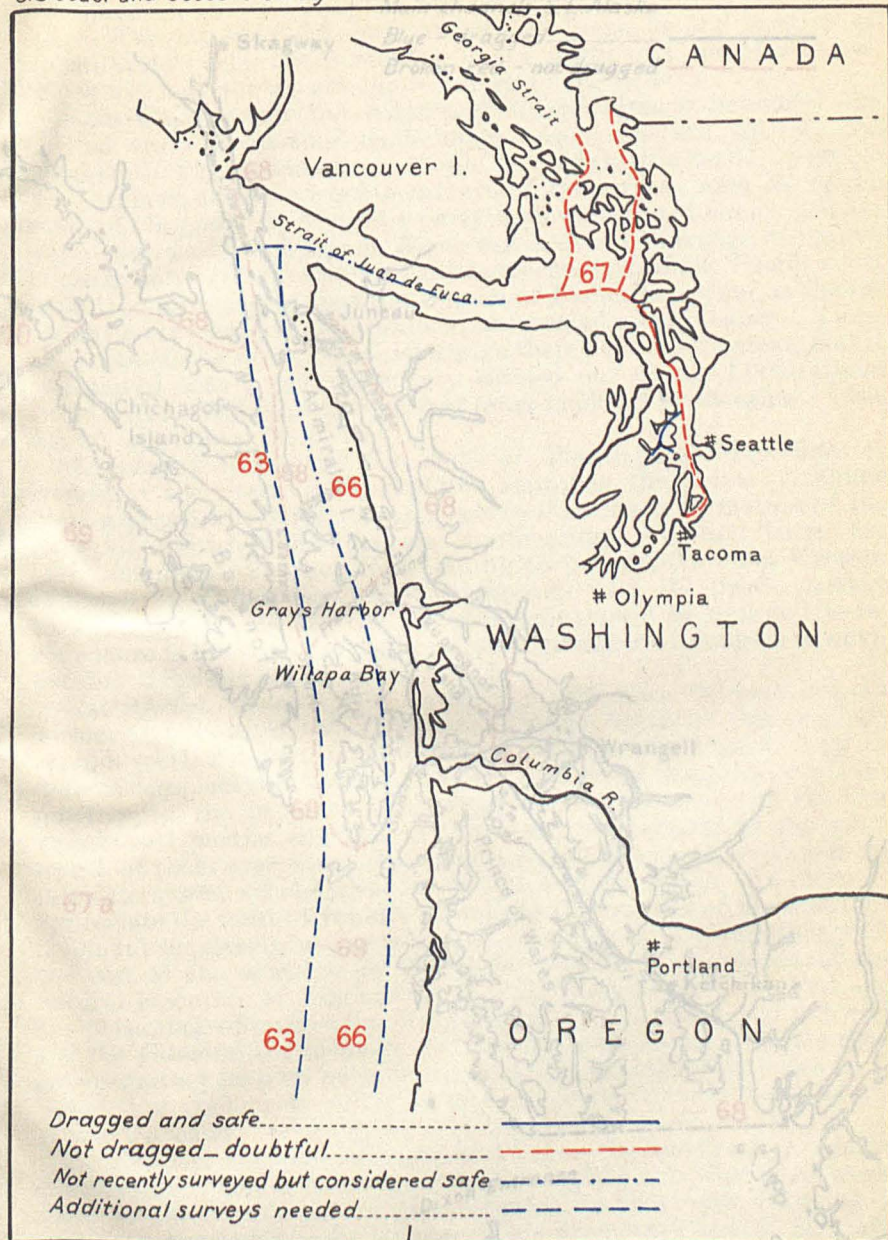 CANADA
Georgia Strait
Vancouver I.
Strait of Juan de Fuca.
67
63
66
# Seattle
# Tacoma
# Olympia
Grays Harbor
WASHINGTON
Willapa Bay
Columbia R.
# Portland
63 66
OREGON
Dragged and safe
Not dragged_doubtful
Not recently surveyed but considered safe
Additional surveys needed